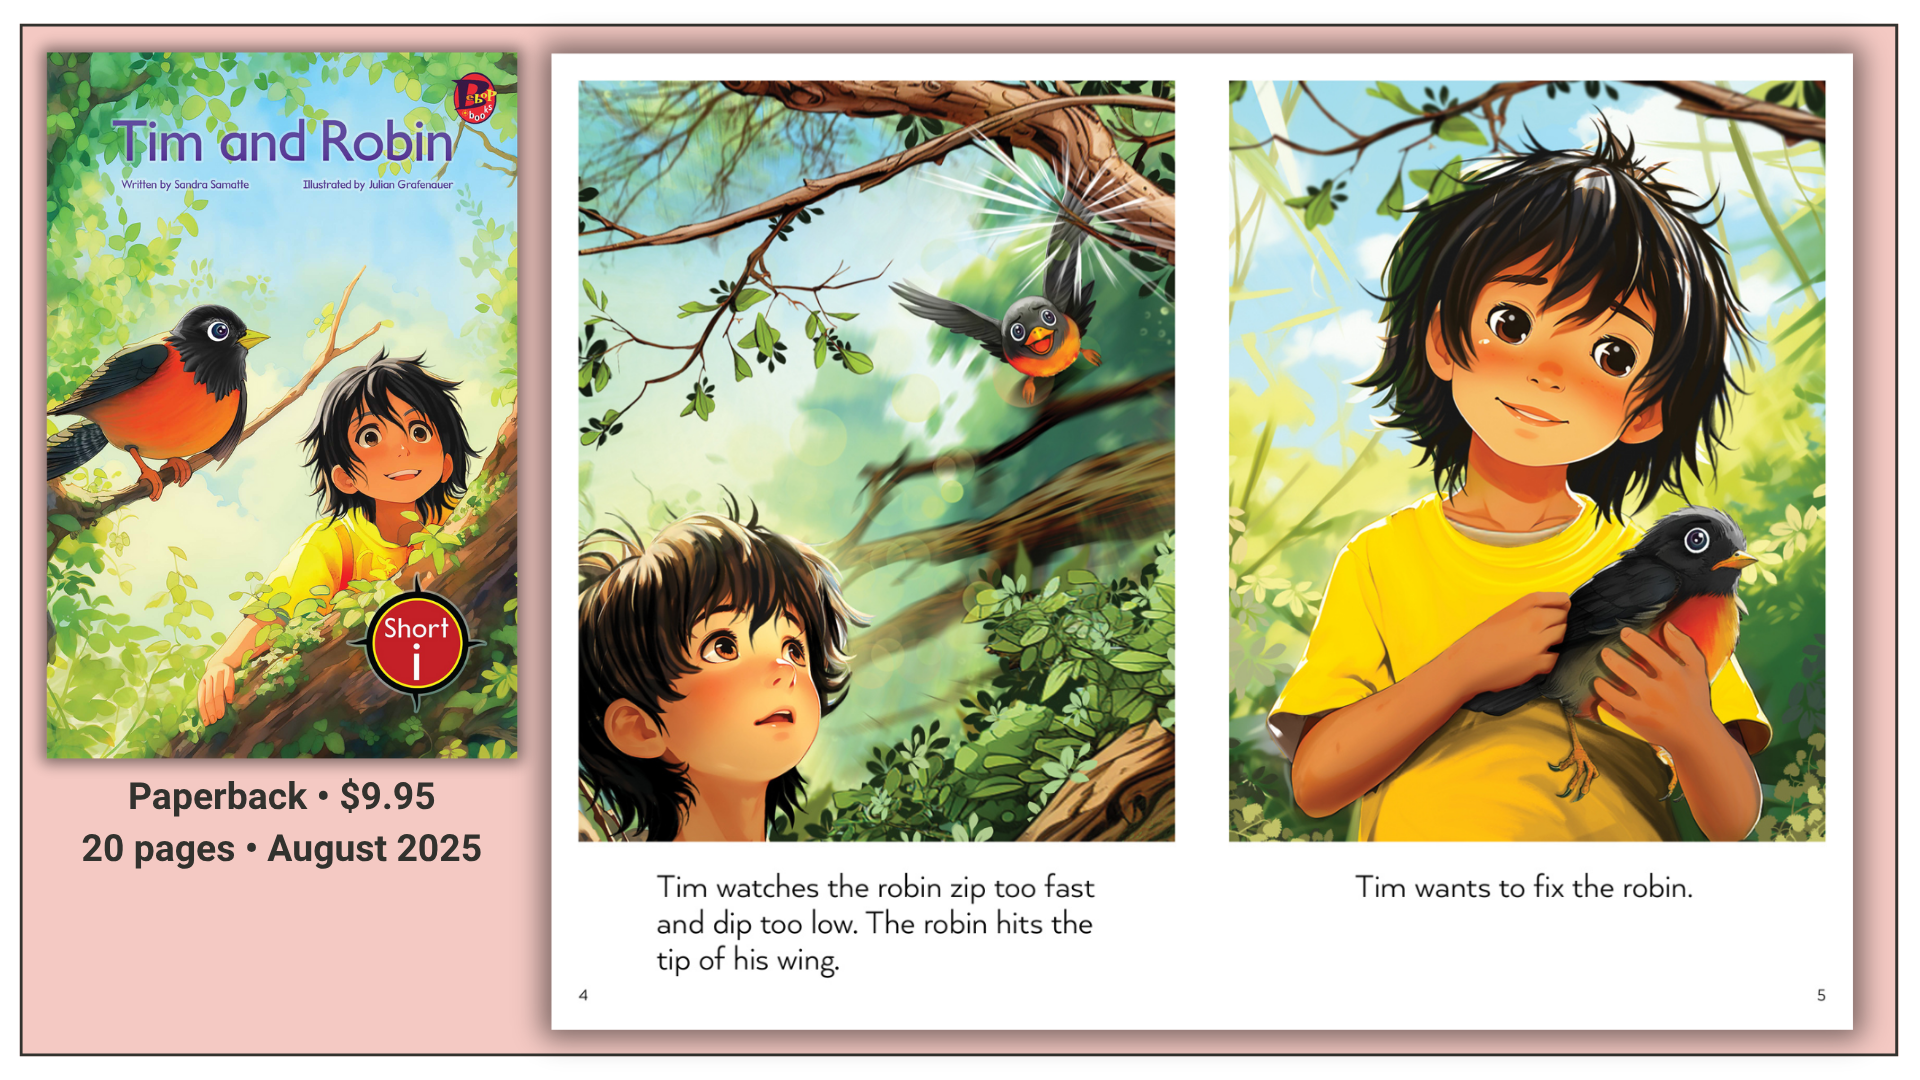 Bebop
books
Tim and Robin
Written by Sandra Samatte
Illustrated by Julian Grafenauer
Short
i
Paperback • $9.95
20 pages • August 2025
Tim watches the robin zip too fast
and dip too low. The robin hits the
tip of his wing.
4
Tim wants to fix the robin.
5